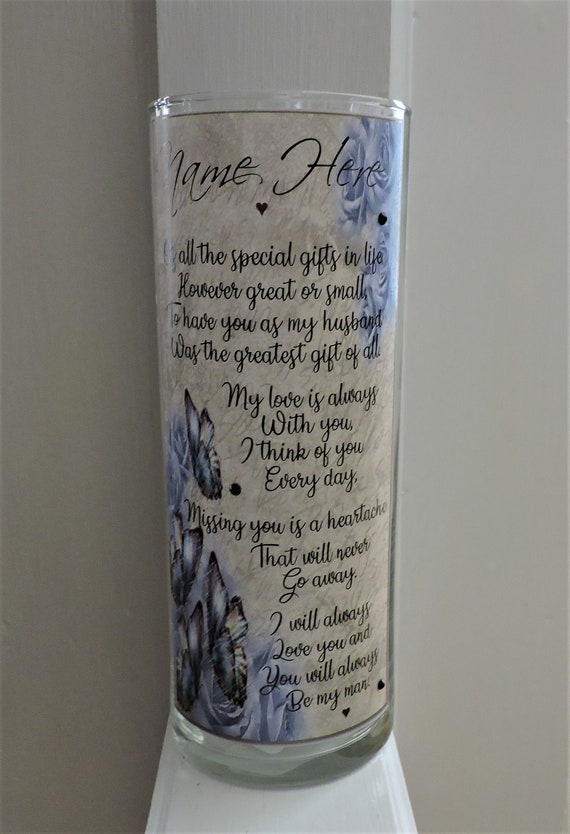 Name Here
all the special gifts in life
However great or small,
To have you as my husband
Was the greatest gift of all.
My love is always
With you,
I think of you
Every day,
Missing you is a heartache
That will never
Go away.
I will always
Love you and
You will always
Be my man.